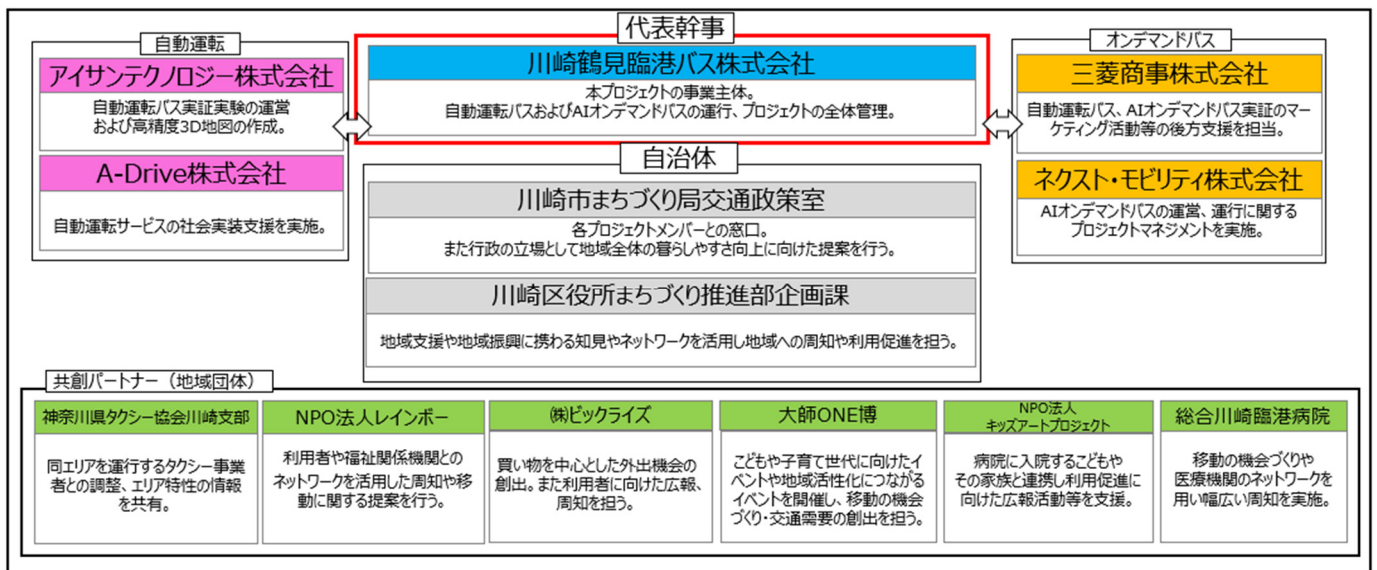 代表幹事
川崎鶴見臨港バス株式会社
本プロジェクトの事業主体。
自動運転バスおよびAIオンデマンドバスの運行、プロジェクトの全体管理。
自動運転
アイサンテクノロジー株式会社
自動運転バス実証実験の運営
および高精度3D地図の作成。
A-Drive株式会社
自動運転サービスの社会実装支援を実施。
オンデマンドバス
三菱商事株式会社
自動運転バス、AIオンデマンドバス実証のマー
ケティング活動等の後方支援を担当。
ネクスト・モビリティ株式会社
AIオンデマンドバスの運営、運行に関する
プロジェクトマネジメントを実施。
自治体
川崎市まちづくり局交通政策室
各プロジェクトメンバーとの窓口。
また行政の立場として地域全体の暮らしやすさ向上に向けた提案を行う。
川崎区役所まちづくり推進部企画課
地域支援や地域振興に携わる知見やネットワークを活用し地域への周知や利用促進を担う。
共創パートナー（地域団体）
神奈川県タクシー協会川崎支部
同エリアを運行するタクシー事業
者との調整、エリア特性の情報
を共有。
NPO法人レインボー
利用者や福祉関係機関との
ネットワークを活用した周知や移
動に関する提案を行う。
㈱ビックライズ
買い物を中心とした外出機会の
創出。また利用者に向けた広報、
周知を担う。
大師ONE博
こどもや子育て世代に向けたイ
ベントや地域活性化につながる
イベントを開催し、移動の機会
づくり・交通需要の創出を担う。
NPO法人
キッズアートプロジェクト
病院に入院するこどもや
その家族と連携し利用促進に
向けた広報活動等を支援。
総合川崎臨港病院
移動の機会づくりや
医療機関のネットワークを
用い幅広い周知を実施。